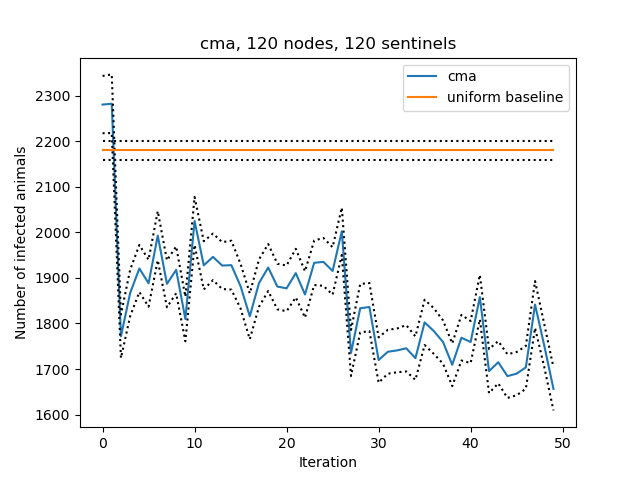 cma, 120 nodes, 120 sentinels
cma
uniform baseline
Number of infected animals
2300
2200
2100
2000
1900
1800
1700
1600
0
10
20
30
40
50
Iteration